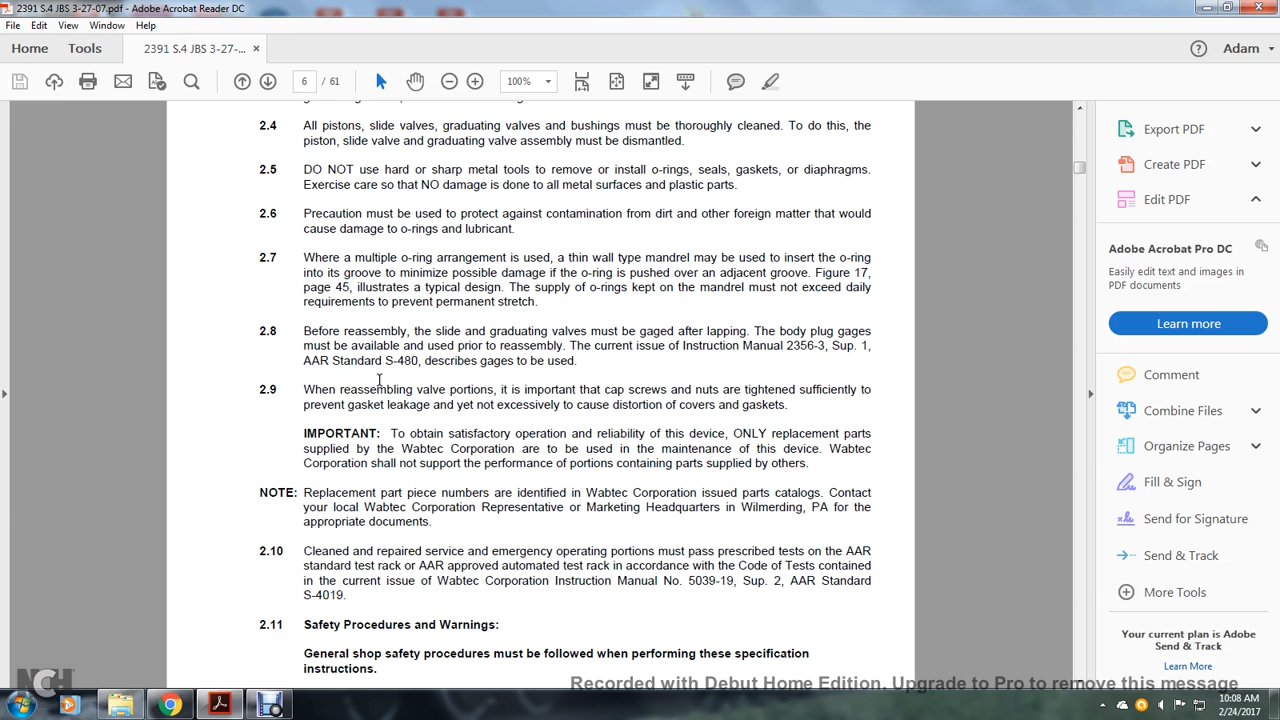 2391 S.4 JBS 3-27-07.pdf - Adobe Acrobat Reader DC
File Edit View Window Help
Home Tools 2391 S.4 JBS 3-27-... × Adam
6 / 61 100%
2.4 All pistons, slide valves, graduating valves and bushings must be thoroughly cleaned. To do this, the
piston, slide valve and graduating valve assembly must be dismantled.
2.5 DO NOT use hard or sharp metal tools to remove or install o-rings, seals, gaskets, or diaphragms.
Exercise care so that NO damage is done to all metal surfaces and plastic parts.
2.6 Precaution must be used to protect against contamination from dirt and other foreign matter that would
cause damage to o-rings and lubricant.
2.7 Where a multiple o-ring arrangement is used, a thin wall type mandrel may be used to insert the o-ring
into its groove to minimize possible damage if the o-ring is pushed over an adjacent groove. Figure 17,
page 45, illustrates a typical design. The supply of o-rings kept on the mandrel must not exceed daily
requirements to prevent permanent stretch.
2.8 Before reassembly, the slide and graduating valves must be gaged after lapping. The body plug gages
must be available and used prior to reassembly. The current issue of Instruction Manual 2356-3, Sup. 1,
AAR Standard S-480, describes gages to be used.
2.9 When reassembling valve portions, it is important that cap screws and nuts are tightened sufficiently to
prevent gasket leakage and yet not excessively to cause distortion of covers and gaskets.
IMPORTANT: To obtain satisfactory operation and reliability of this device, ONLY replacement parts
supplied by the Wabtec Corporation are to be used in the maintenance of this device. Wabtec
Corporation shall not support the performance of portions containing parts supplied by others.
NOTE: Replacement part piece numbers are identified in Wabtec Corporation issued parts catalogs. Contact
your local Wabtec Corporation Representative or Marketing Headquarters in Wilmerding, PA for the
appropriate documents.
2.10 Cleaned and repaired service and emergency operating portions must pass prescribed tests on the AAR
standard test rack or AAR approved automated test rack in accordance with the Code of Tests contained
in the current issue of Wabtec Corporation Instruction Manual No. 5039-19, Sup. 2, AAR Standard
S-4019.
2.11 Safety Procedures and Warnings:
General shop safety procedures must be followed when performing these specification
instructions.
Export PDF
Create PDF
Edit PDF
Adobe Acrobat Pro DC
Easily edit text and images in
PDF documents
Learn more
Comment
Combine Files
Organize Pages
Fill & Sign
Send for Signature
Send & Track
More Tools
Your current plan is Adobe
Send & Track
Learn More
NCH
Recorded with Debut Home Edition. Upgrade to Pro to remove this message
10:08 AM
2/24/2017